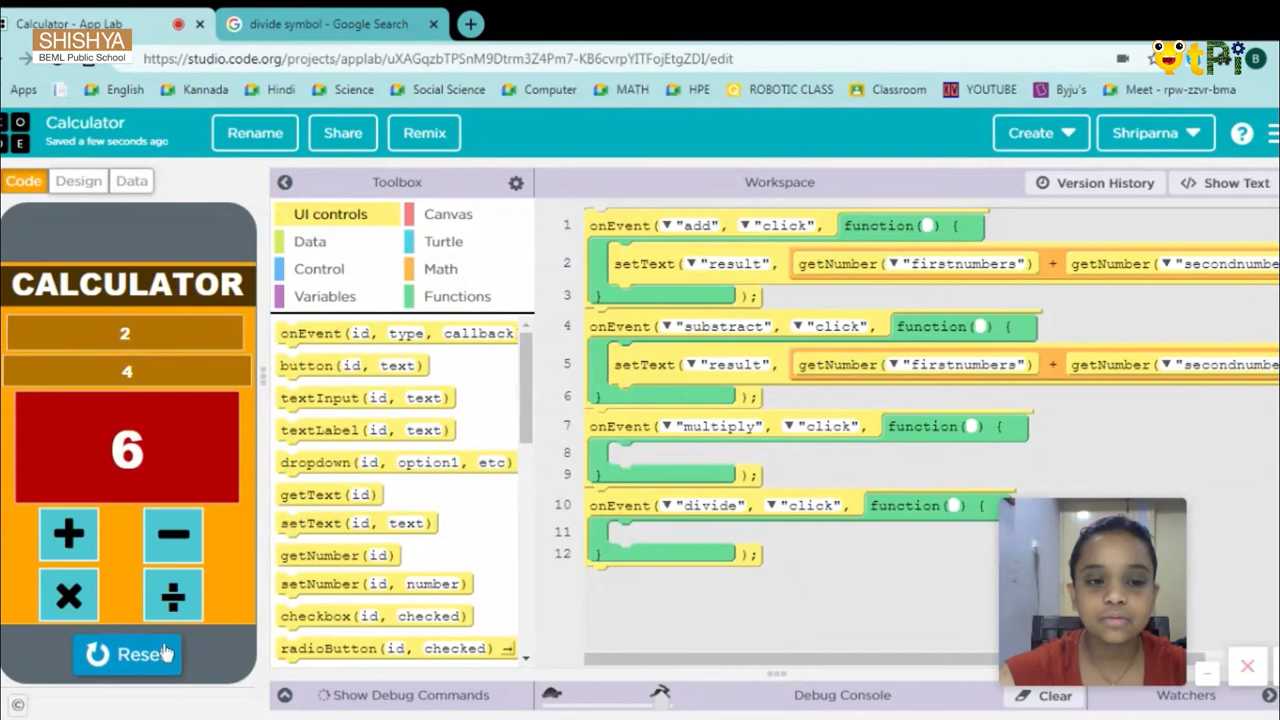 Calculator - App Lab
divide symbol - Google Search
SHISHYA
BEML Public School
https://studio.code.org/projects/applab/uXAGqzbTPSnM9Dtrm3Z4Pm7-KB6cvrpYITFojEtgZDI/edit
utPi
B
Apps English Kannada Hindi Science Social Science Computer MATH HPE ROBOTIC CLASS Classroom YOUTUBE Byju's Meet - rpw-zzvr-bma
C O
D E
Calculator
Saved a few seconds ago
Rename Share Remix Create Shriparna ?
Code Design Data
Toolbox
Workspace
Version History
</> Show Text
CALCULATOR
2
4
6
+ −
× ÷
Reset
UI controls Canvas
Data Turtle
Control Math
Variables Functions
onEvent(id, type, callback
button(id, text)
textInput(id, text)
textLabel(id, text)
dropdown(id, option1, etc)
getText(id)
setText(id, text)
getNumber(id)
setNumber(id, number)
checkbox(id, checked)
radioButton(id, checked)
1 onEvent( "add", "click", function( ) {
2 setText( "result", getNumber( "firstnumbers") + getNumber( "secondnumbe
3 } );
4 onEvent( "substract", "click", function( ) {
5 setText( "result", getNumber( "firstnumbers") + getNumber( "secondnumbe
6 } );
7 onEvent( "multiply", "click", function( ) {
8
9 } );
10 onEvent( "divide", "click", function( ) {
11
12 } );
© Show Debug Commands
Debug Console
Clear
Watchers